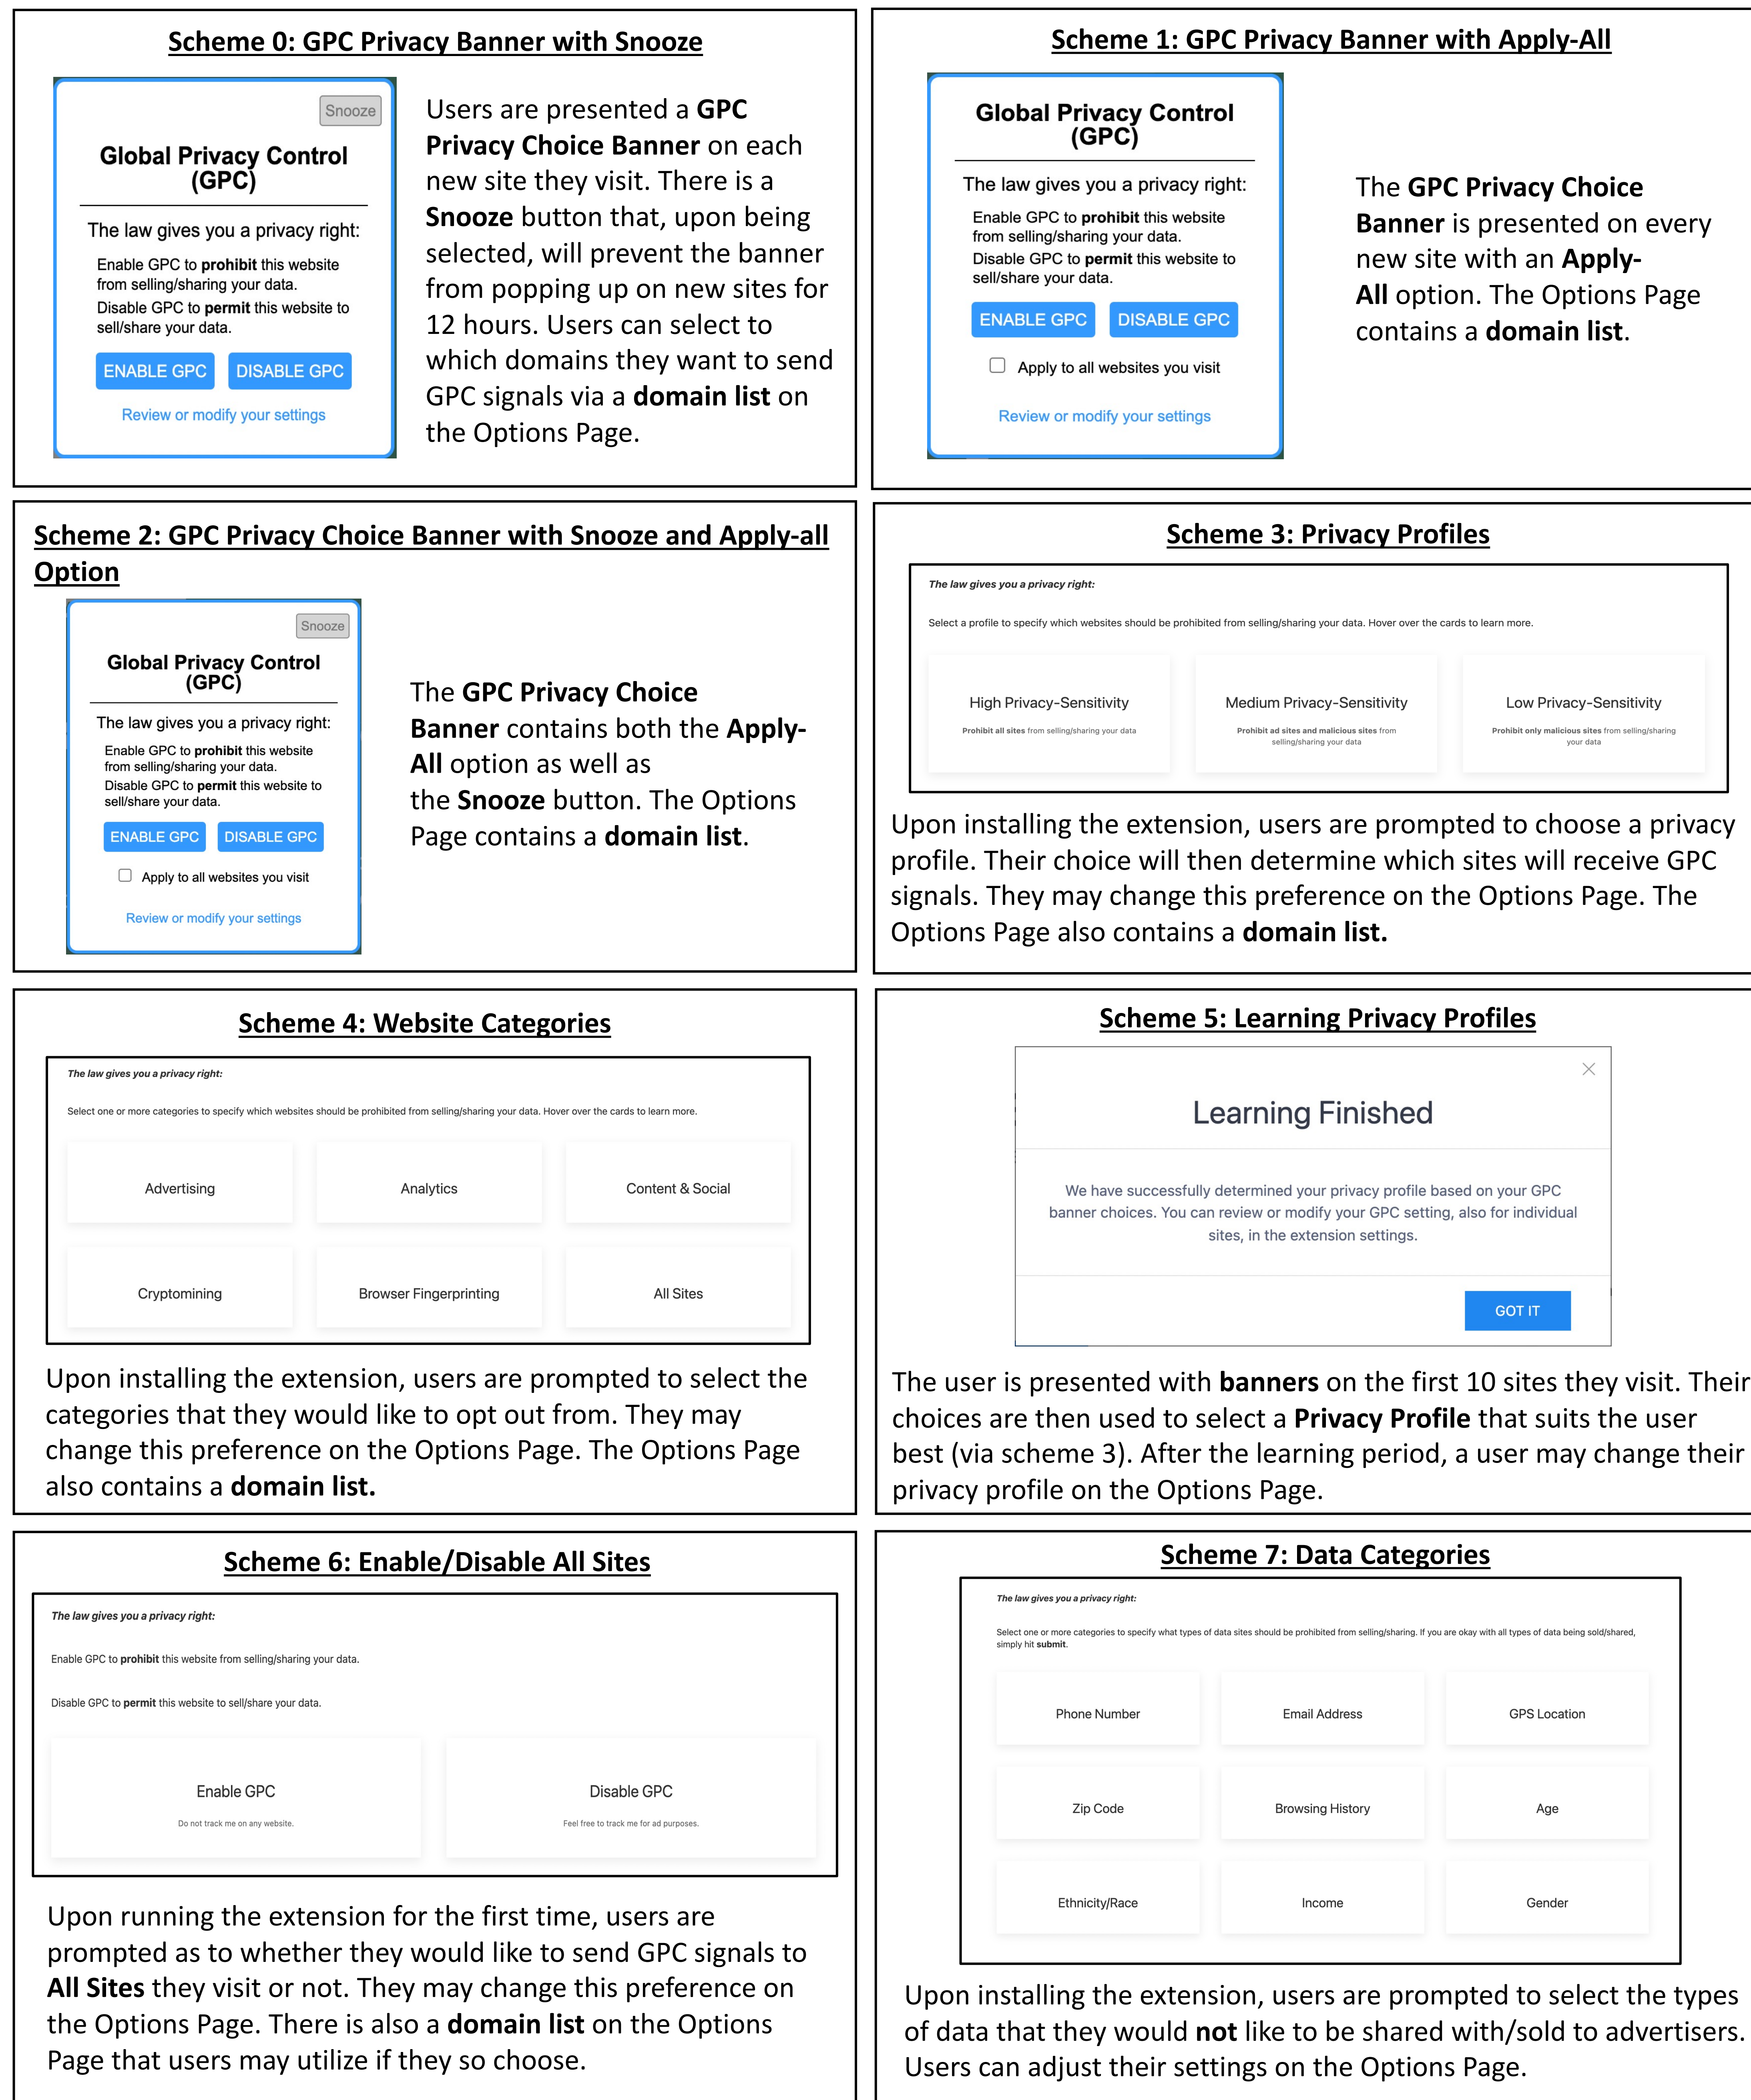 Scheme 0: GPC Privacy Banner with Snooze
Snooze
Global Privacy Control
(GPC)
The law gives you a privacy right:
Enable GPC to prohibit this website
from selling/sharing your data.
Disable GPC to permit this website to
sell/share your data.
ENABLE GPC
DISABLE GPC
Review or modify your settings
Users are presented a GPC
Privacy Choice Banner on each
new site they visit. There is a
Snooze button that, upon being
selected, will prevent the banner
from popping up on new sites for
12 hours. Users can select to
which domains they want to send
GPC signals via a domain list on
the Options Page.
Scheme 1: GPC Privacy Banner with Apply-All
Global Privacy Control
(GPC)
The law gives you a privacy right:
Enable GPC to prohibit this website
from selling/sharing your data.
Disable GPC to permit this website to
sell/share your data.
ENABLE GPC
DISABLE GPC
Apply to all websites you visit
Review or modify your settings
The GPC Privacy Choice
Banner is presented on every
new site with an Apply-
All option. The Options Page
contains a domain list.
Scheme 2: GPC Privacy Choice Banner with Snooze and Apply-all
Option
Snooze
Global Privacy Control
(GPC)
The law gives you a privacy right:
Enable GPC to prohibit this website
from selling/sharing your data.
Disable GPC to permit this website to
sell/share your data.
ENABLE GPC
DISABLE GPC
Apply to all websites you visit
Review or modify your settings
The GPC Privacy Choice
Banner contains both the Apply-
All option as well as
the Snooze button. The Options
Page contains a domain list.
Scheme 3: Privacy Profiles
The law gives you a privacy right:
Select a profile to specify which websites should be prohibited from selling/sharing your data. Hover over the cards to learn more.
High Privacy-Sensitivity
Prohibit all sites from selling/sharing your data
Medium Privacy-Sensitivity
Prohibit ad sites and malicious sites from
selling/sharing your data
Low Privacy-Sensitivity
Prohibit only malicious sites from selling/sharing
your data
Upon installing the extension, users are prompted to choose a privacy
profile. Their choice will then determine which sites will receive GPC
signals. They may change this preference on the Options Page. The
Options Page also contains a domain list.
Scheme 4: Website Categories
The law gives you a privacy right:
Select one or more categories to specify which websites should be prohibited from selling/sharing your data. Hover over the cards to learn more.
Advertising
Analytics
Content & Social
Cryptomining
Browser Fingerprinting
All Sites
Upon installing the extension, users are prompted to select the
categories that they would like to opt out from. They may
change this preference on the Options Page. The Options Page
also contains a domain list.
Scheme 5: Learning Privacy Profiles
Learning Finished
We have successfully determined your privacy profile based on your GPC
banner choices. You can review or modify your GPC setting, also for individual
sites, in the extension settings.
GOT IT
The user is presented with banners on the first 10 sites they visit. Their
choices are then used to select a Privacy Profile that suits the user
best (via scheme 3). After the learning period, a user may change their
privacy profile on the Options Page.
Scheme 6: Enable/Disable All Sites
The law gives you a privacy right:
Enable GPC to prohibit this website from selling/sharing your data.
Disable GPC to permit this website to sell/share your data.
Enable GPC
Do not track me on any website.
Disable GPC
Feel free to track me for ad purposes.
Upon running the extension for the first time, users are
prompted as to whether they would like to send GPC signals to
All Sites they visit or not. They may change this preference on
the Options Page. There is also a domain list on the Options
Page that users may utilize if they so choose.
Scheme 7: Data Categories
The law gives you a privacy right:
Select one or more categories to specify what types of data sites should be prohibited from selling/sharing. If you are okay with all types of data being sold/shared,
simply hit submit.
Phone Number
Email Address
GPS Location
Zip Code
Browsing History
Age
Ethnicity/Race
Income
Gender
Upon installing the extension, users are prompted to select the types
of data that they would not like to be shared with/sold to advertisers.
Users can adjust their settings on the Options Page.